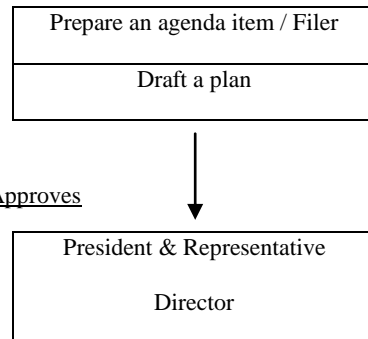 Prepare an agenda item / Filer
Draft a plan
Approves
President & Representative
Director